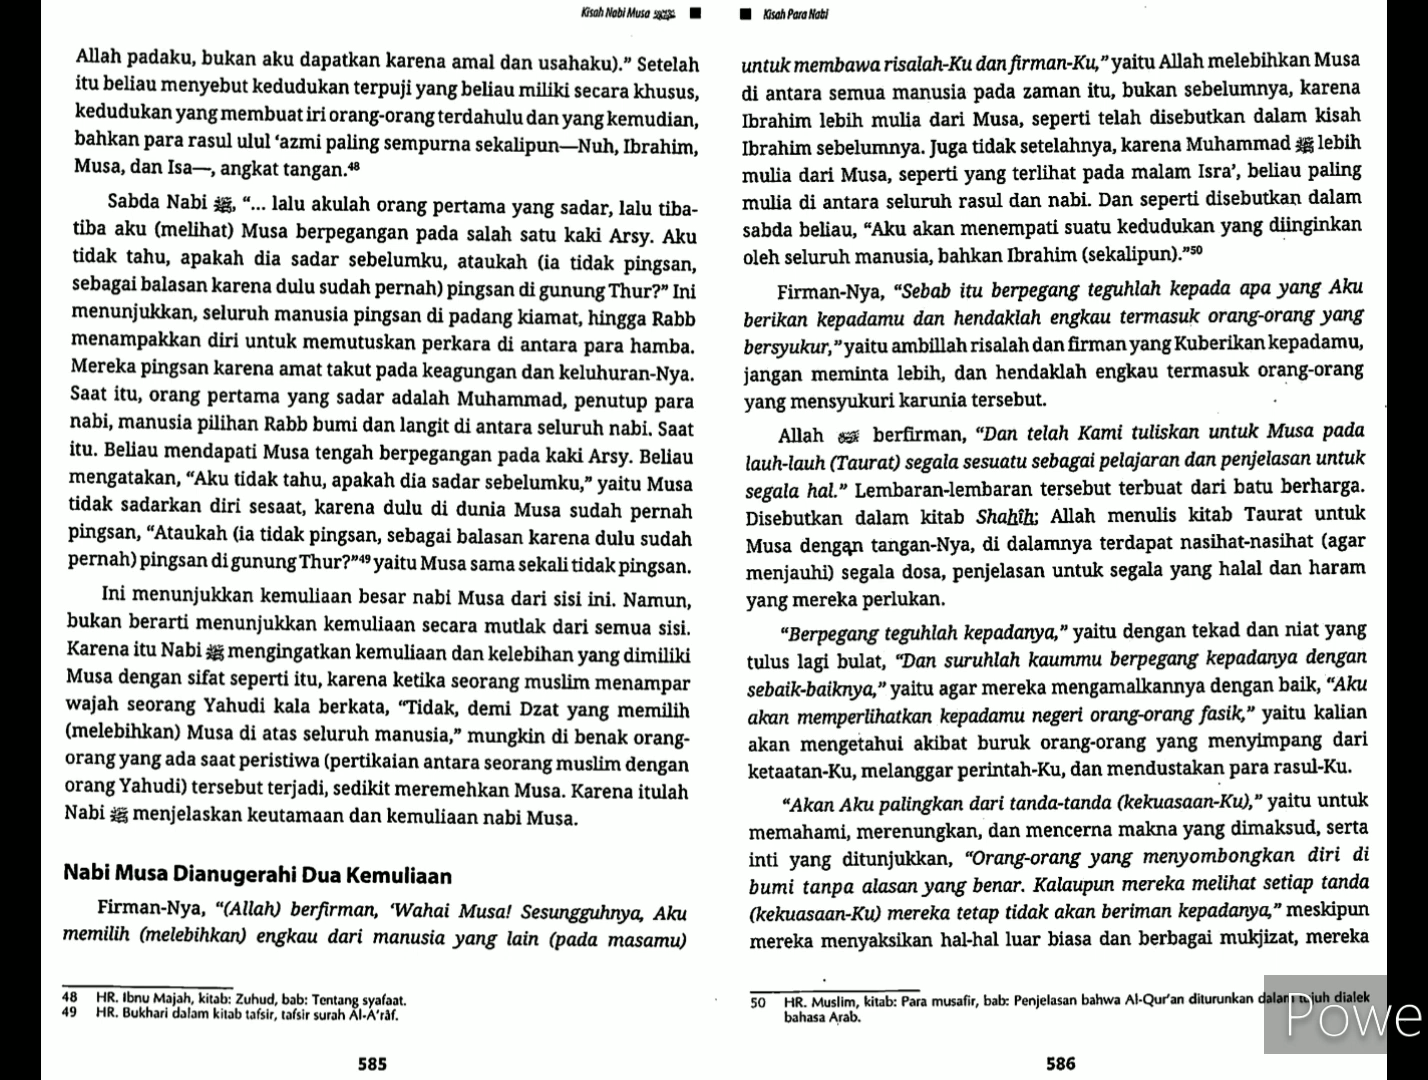 Kisah Nabi Musa
Allah padaku, bukan aku dapatkan karena amal dan usahaku).” Setelah
itu beliau menyebut kedudukan terpuji yang beliau miliki secara khusus,
kedudukan yang membuat iri orang-orang terdahulu dan yang kemudian,
bahkan para rasul ulul ‘azmi paling sempurna sekalipun—Nuh, Ibrahim,
Musa, dan Isa—, angkat tangan.48
Sabda Nabi ﷺ, “... lalu akulah orang pertama yang sadar, lalu tiba-
tiba aku (melihat) Musa berpegangan pada salah satu kaki Arsy. Aku
tidak tahu, apakah dia sadar sebelumku, ataukah (ia tidak pingsan,
sebagai balasan karena dulu sudah pernah) pingsan di gunung Thur?” Ini
menunjukkan, seluruh manusia pingsan di padang kiamat, hingga Rabb
menampakkan diri untuk memutuskan perkara di antara para hamba.
Mereka pingsan karena amat takut pada keagungan dan keluhuran-Nya.
Saat itu, orang pertama yang sadar adalah Muhammad, penutup para
nabi, manusia pilihan Rabb bumi dan langit di antara seluruh nabi. Saat
itu. Beliau mendapati Musa tengah berpegangan pada kaki Arsy. Beliau
mengatakan, “Aku tidak tahu, apakah dia sadar sebelumku,” yaitu Musa
tidak sadarkan diri sesaat, karena dulu di dunia Musa sudah pernah
pingsan, “Ataukah (ia tidak pingsan, sebagai balasan karena dulu sudah
pernah) pingsan di gunung Thur?”49 yaitu Musa sama sekali tidak pingsan.
Ini menunjukkan kemuliaan besar nabi Musa dari sisi ini. Namun,
bukan berarti menunjukkan kemuliaan secara mutlak dari semua sisi.
Karena itu Nabi ﷺ mengingatkan kemuliaan dan kelebihan yang dimiliki
Musa dengan sifat seperti itu, karena ketika seorang muslim menampar
wajah seorang Yahudi kala berkata, “Tidak, demi Dzat yang memilih
(melebihkan) Musa di atas seluruh manusia,” mungkin di benak orang-
orang yang ada saat peristiwa (pertikaian antara seorang muslim dengan
orang Yahudi) tersebut terjadi, sedikit meremehkan Musa. Karena itulah
Nabi ﷺ menjelaskan keutamaan dan kemuliaan nabi Musa.
Nabi Musa Dianugerahi Dua Kemuliaan
Firman-Nya, “(Allah) berfirman, ‘Wahai Musa! Sesungguhnya, Aku
memilih (melebihkan) engkau dari manusia yang lain (pada masamu)
48 HR. Ibnu Majah, kitab: Zuhud, bab: Tentang syafaat.
49 HR. Bukhari dalam kitab tafsir, tafsir surah Al-A’râf.
585
Kisah Para Nabi
untuk membawa risalah-Ku dan firman-Ku,” yaitu Allah melebihkan Musa
di antara semua manusia pada zaman itu, bukan sebelumnya, karena
Ibrahim lebih mulia dari Musa, seperti telah disebutkan dalam kisah
Ibrahim sebelumnya. Juga tidak setelahnya, karena Muhammad ﷺ lebih
mulia dari Musa, seperti yang terlihat pada malam Isra’, beliau paling
mulia di antara seluruh rasul dan nabi. Dan seperti disebutkan dalam
sabda beliau, “Aku akan menempati suatu kedudukan yang diinginkan
oleh seluruh manusia, bahkan Ibrahim (sekalipun).”50
Firman-Nya, “Sebab itu berpegang teguhlah kepada apa yang Aku
berikan kepadamu dan hendaklah engkau termasuk orang-orang yang
bersyukur,” yaitu ambillah risalah dan firman yang Kuberikan kepadamu,
jangan meminta lebih, dan hendaklah engkau termasuk orang-orang
yang mensyukuri karunia tersebut.
Allah berfirman, “Dan telah Kami tuliskan untuk Musa pada
lauh-lauh (Taurat) segala sesuatu sebagai pelajaran dan penjelasan untuk
segala hal.” Lembaran-lembaran tersebut terbuat dari batu berharga.
Disebutkan dalam kitab Shahîh; Allah menulis kitab Taurat untuk
Musa dengan tangan-Nya, di dalamnya terdapat nasihat-nasihat (agar
menjauhi) segala dosa, penjelasan untuk segala yang halal dan haram
yang mereka perlukan.
“Berpegang teguhlah kepadanya,” yaitu dengan tekad dan niat yang
tulus lagi bulat, “Dan suruhlah kaummu berpegang kepadanya dengan
sebaik-baiknya,” yaitu agar mereka mengamalkannya dengan baik, “Aku
akan memperlihatkan kepadamu negeri orang-orang fasik,” yaitu kalian
akan mengetahui akibat buruk orang-orang yang menyimpang dari
ketaatan-Ku, melanggar perintah-Ku, dan mendustakan para rasul-Ku.
“Akan Aku palingkan dari tanda-tanda (kekuasaan-Ku),” yaitu untuk
memahami, merenungkan, dan mencerna makna yang dimaksud, serta
inti yang ditunjukkan, “Orang-orang yang menyombongkan diri di
bumi tanpa alasan yang benar. Kalaupun mereka melihat setiap tanda
(kekuasaan-Ku) mereka tetap tidak akan beriman kepadanya,” meskipun
mereka menyaksikan hal-hal luar biasa dan berbagai mukjizat, mereka
50 HR. Muslim, kitab: Para musafir, bab: Penjelasan bahwa Al-Qur’an diturunkan dalam tujuh dialek
bahasa Arab.
586
Powe